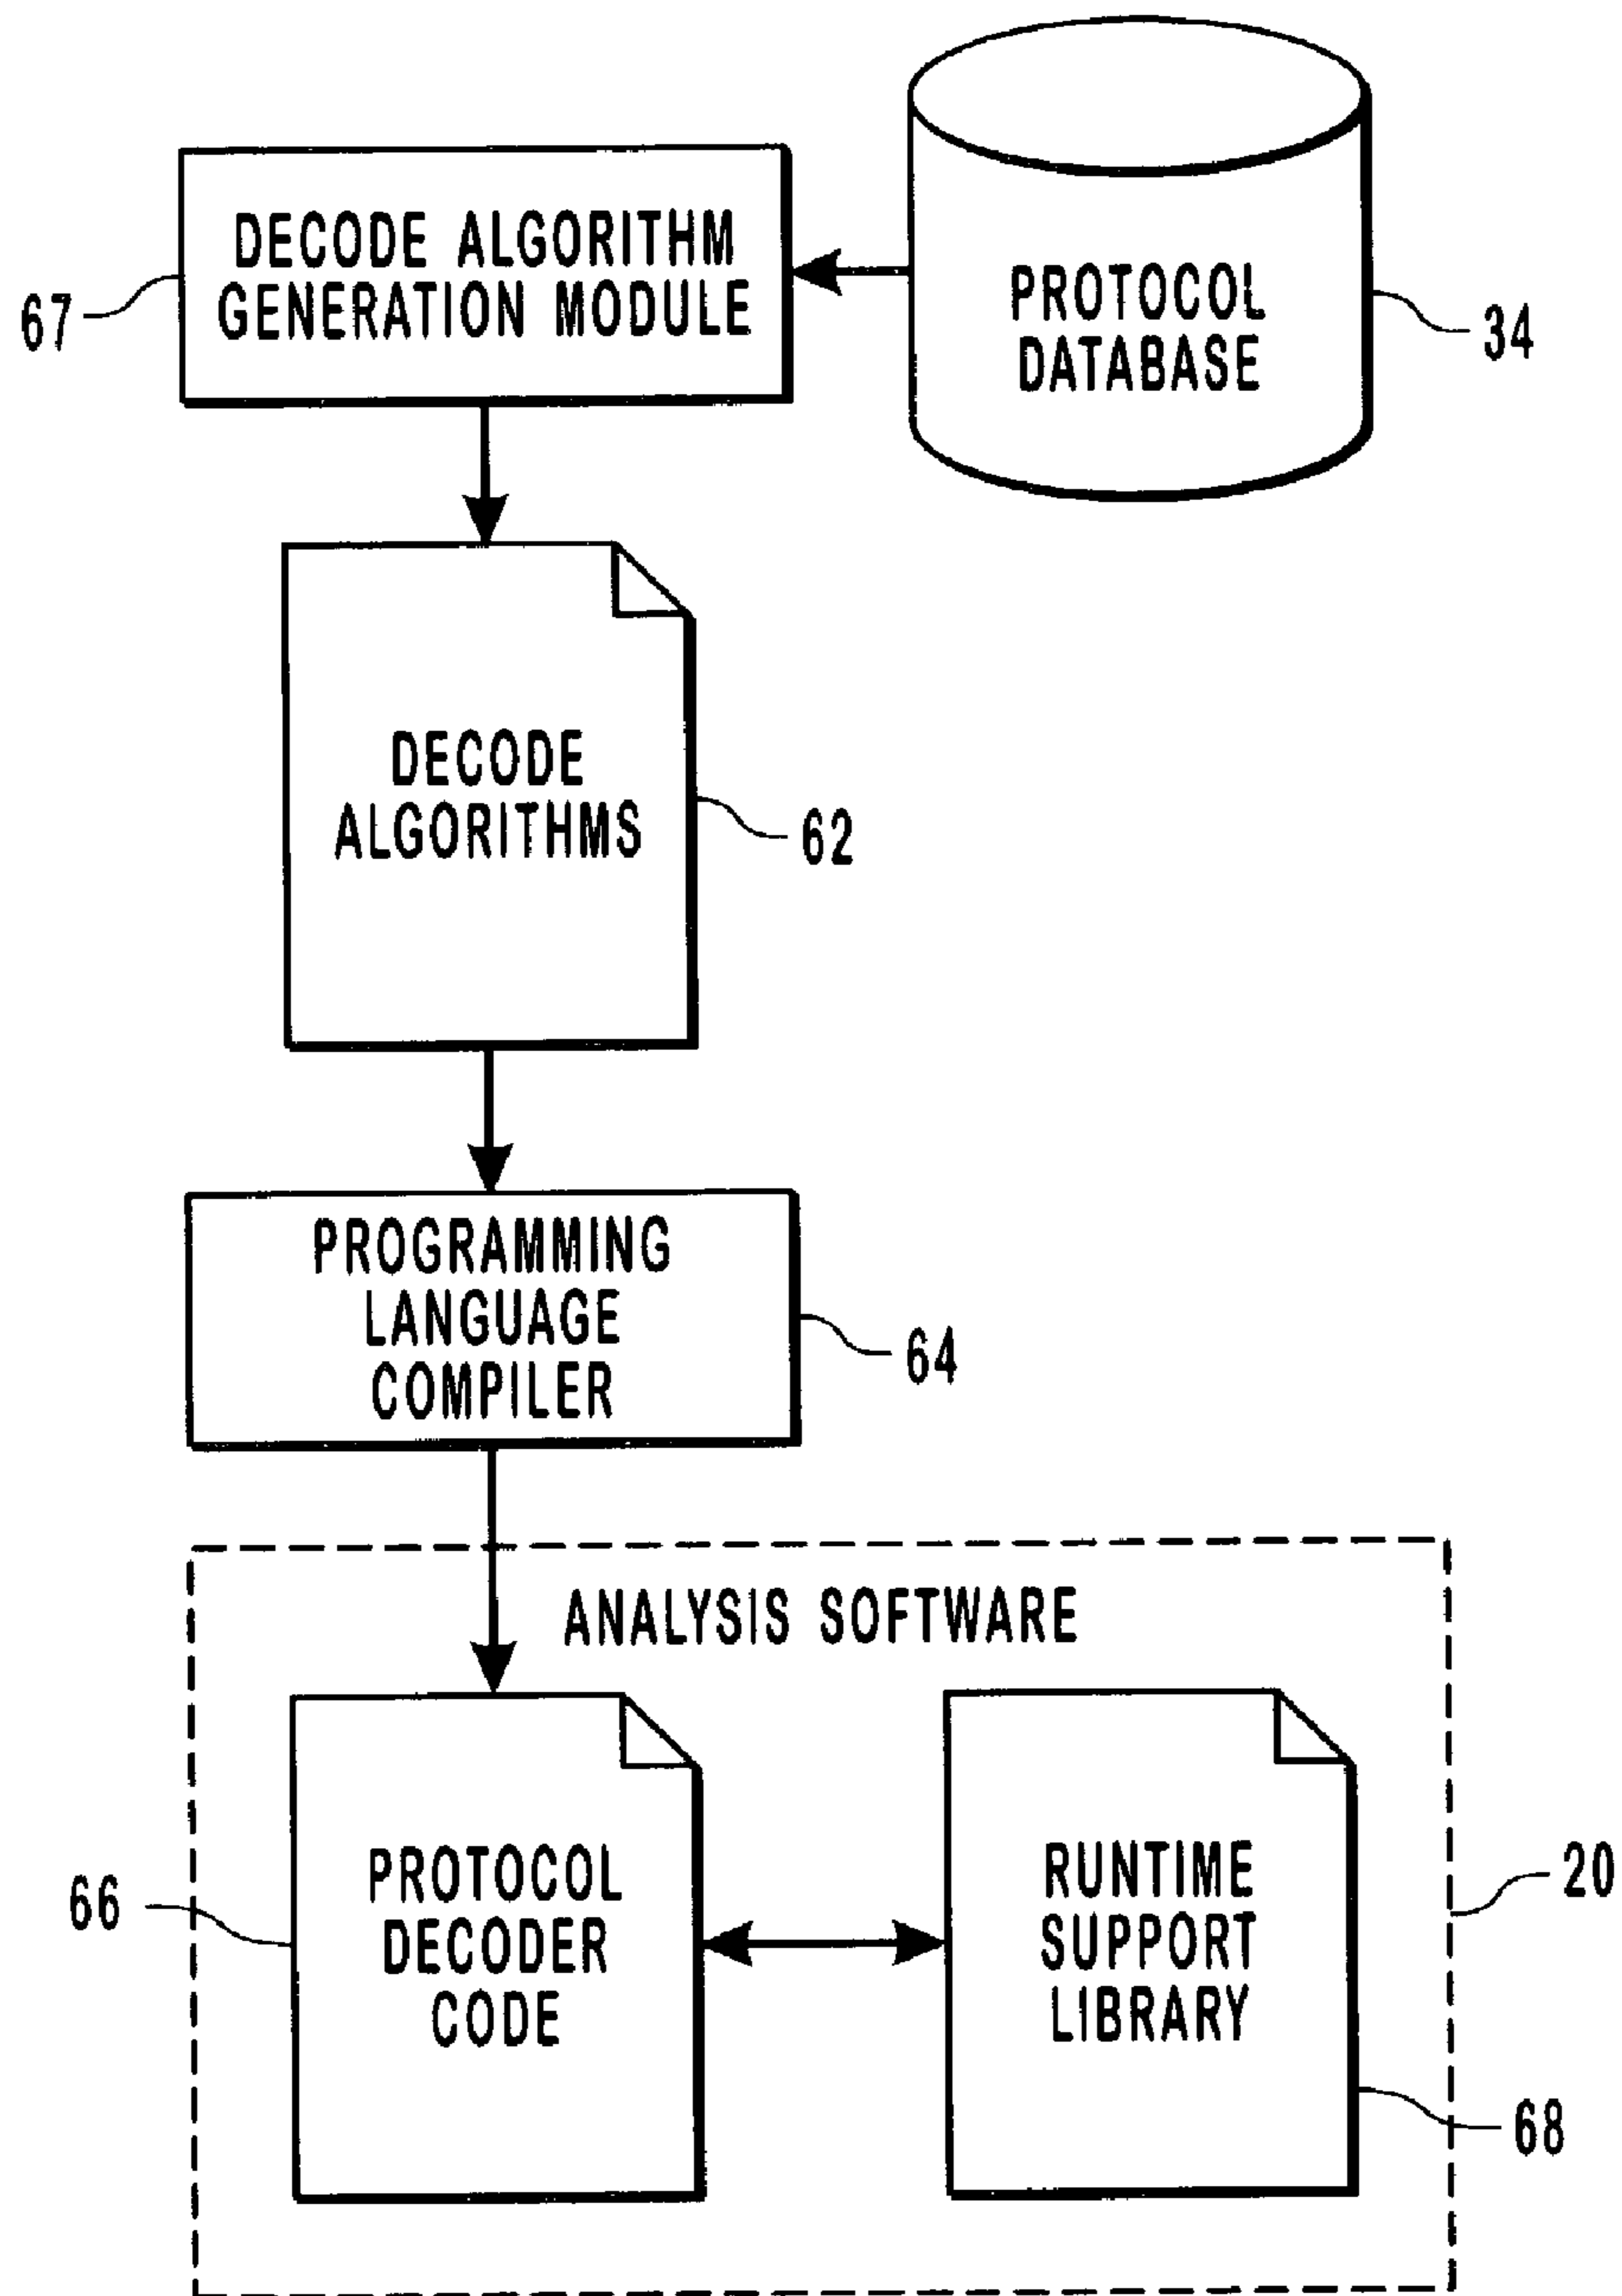 DECODE ALGORITHM
GENERATION MODULE
67
PROTOCOL
DATABASE
34
DECODE
ALGORITHMS
62
PROGRAMMING
LANGUAGE
COMPILER
64
ANALYSIS SOFTWARE
66
PROTOCOL
DECODER
CODE
RUNTIME
SUPPORT
LIBRARY
20
68